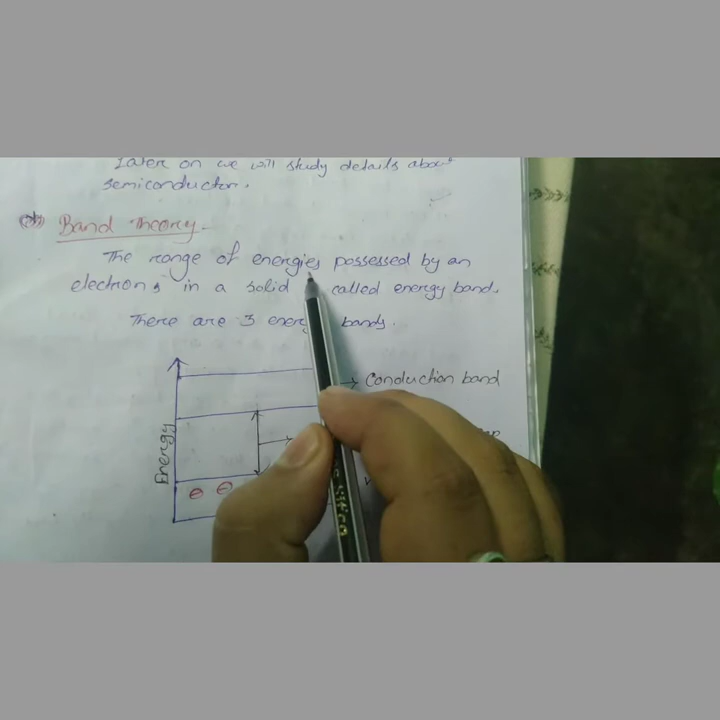 Later on we will study details about
semiconductor.
Band Theory-
The range of energies possessed by an
electrons in a solid called energy band.
There are 3 energy bands.
Conduction band
Energy